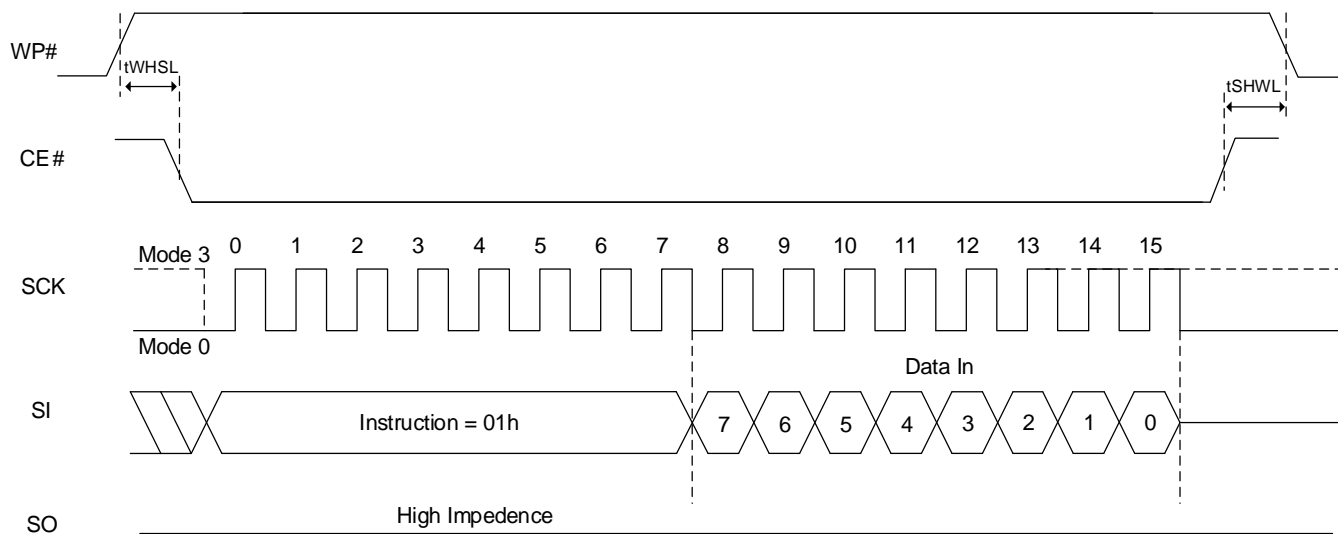 WP#
tWHSL
tSHWL
CE#
0 1 2 3 4 5 6 7 8 9 10 11 12 13 14 15
Mode 3
SCK
Mode 0
Data In
SI
Instruction = 01h
7 6 5 4 3 2 1 0
High Impedence
SO